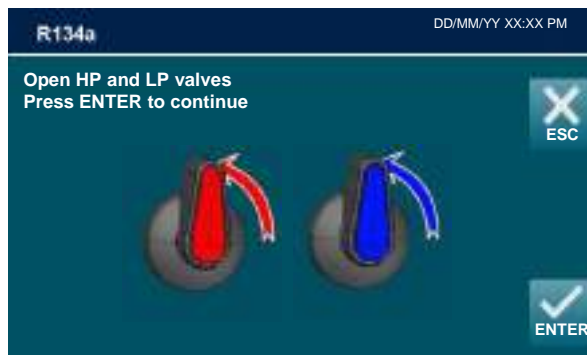 R134a
DD/MM/YY XX:XX PM
Open HP and LP valves
Press ENTER to continue
ESC
ENTER